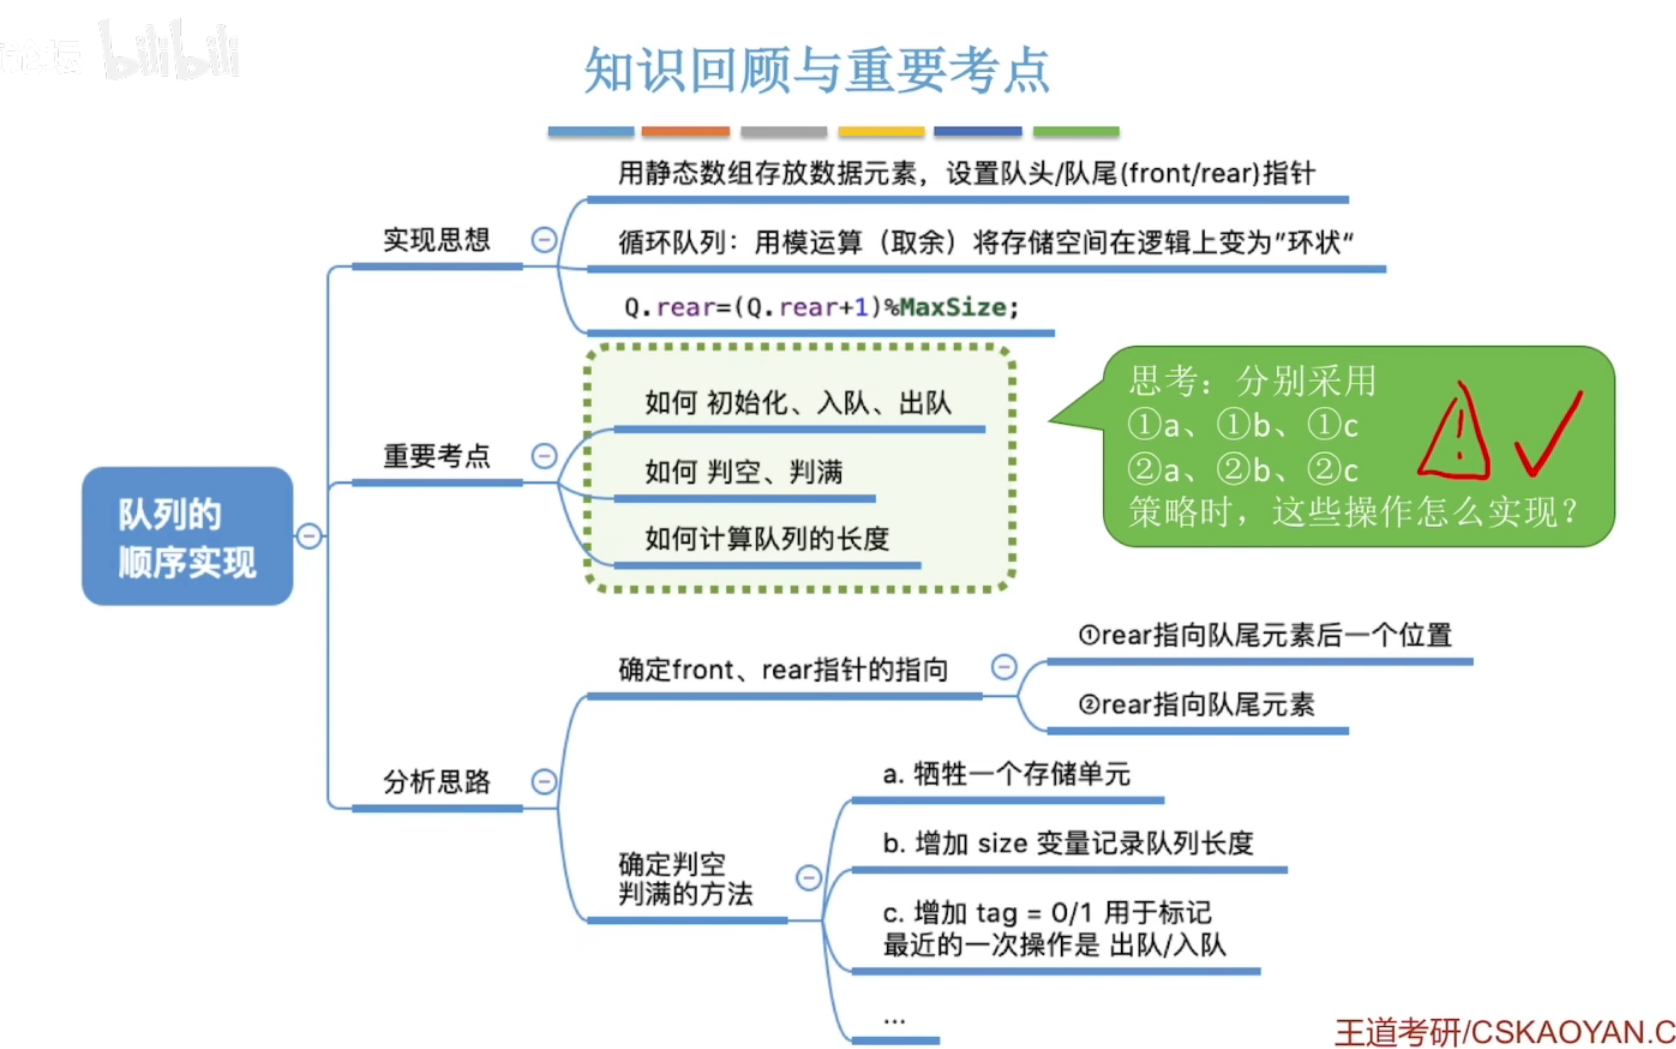 bilibili
知识回顾与重要考点
用静态数组存放数据元素，设置队头/队尾(front/rear)指针
实现思想
循环队列：用模运算（取余）将存储空间在逻辑上变为”环状“
Q.rear=(Q.rear+1)%MaxSize;
如何 初始化、入队、出队
重要考点
如何 判空、判满
如何计算队列的长度
思考：分别采用
①a、①b、①c
②a、②b、②c
策略时，这些操作怎么实现？
队列的
顺序实现
①rear指向队尾元素后一个位置
确定front、rear指针的指向
②rear指向队尾元素
分析思路
a. 牺牲一个存储单元
b. 增加 size 变量记录队列长度
确定判空
判满的方法
c. 增加 tag = 0/1 用于标记
最近的一次操作是 出队/入队
...
王道考研/CSKAOYAN.C